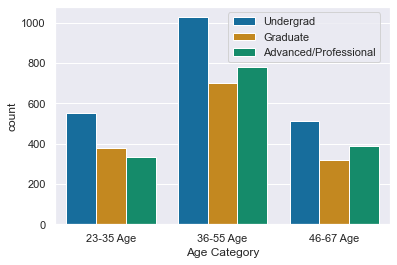 1000
800
600
400
200
0
count
Undergrad
Graduate
Advanced/Professional
23-35 Age
36-55 Age
46-67 Age
Age Category